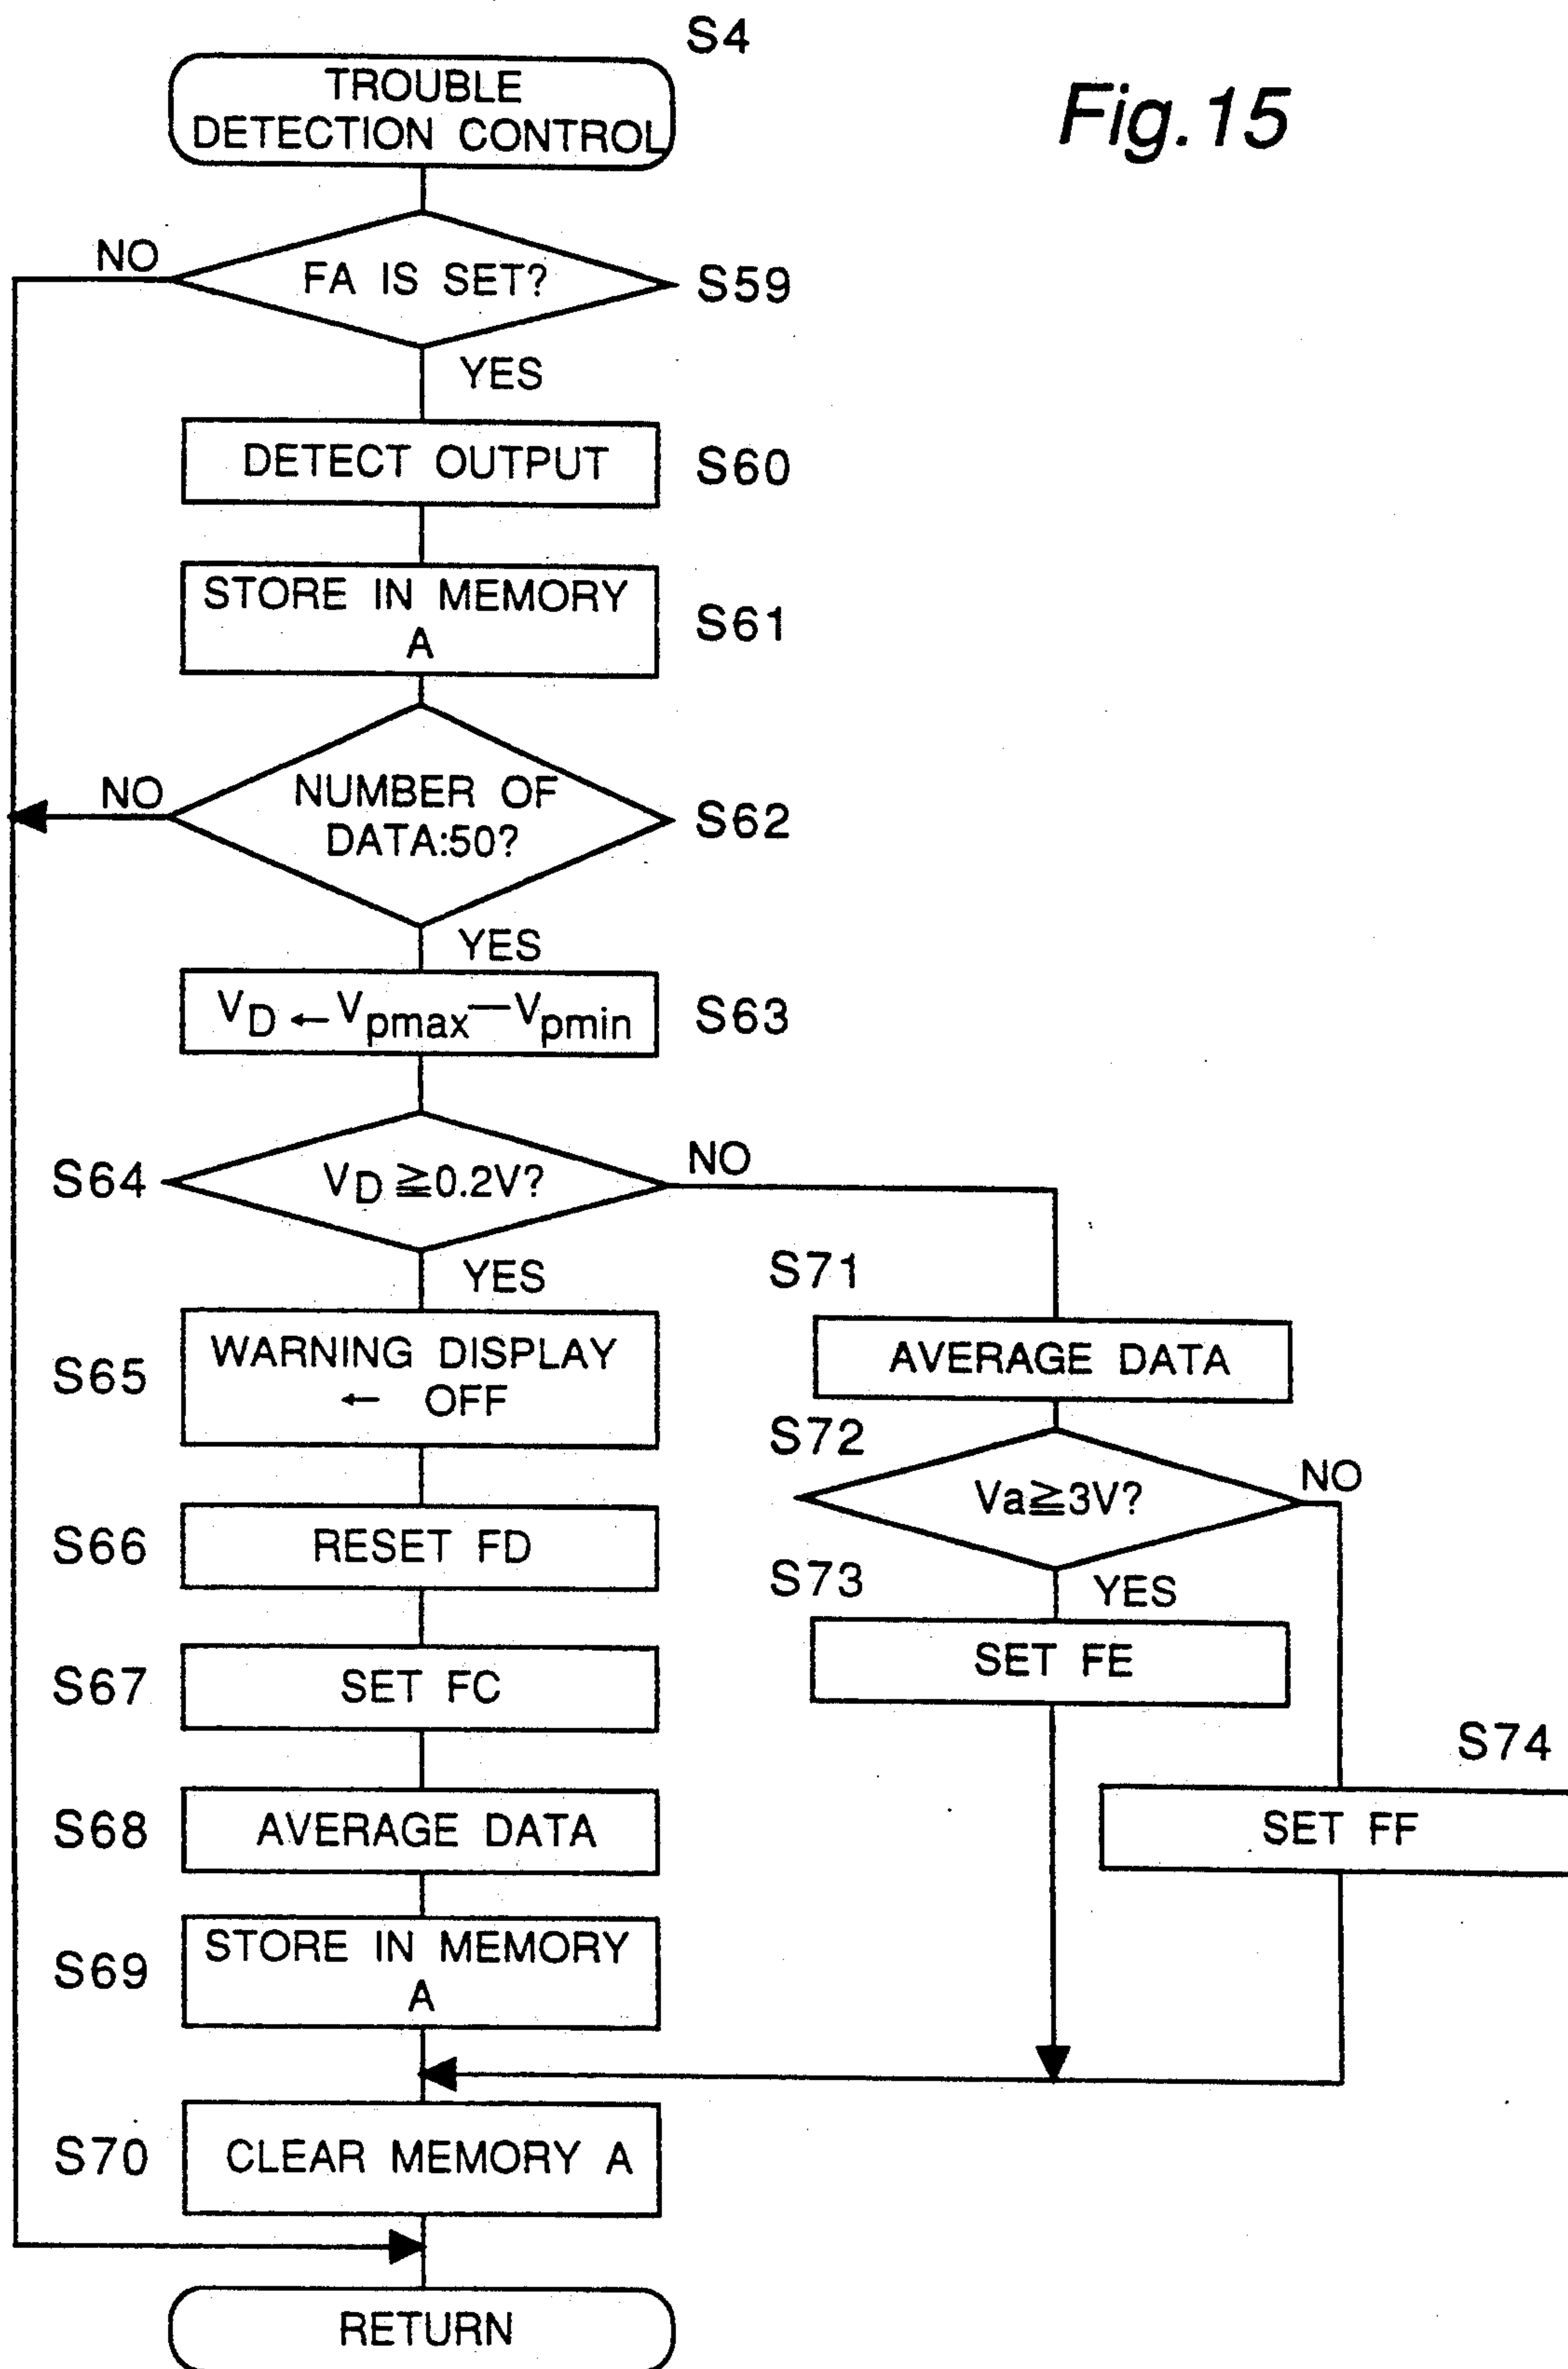 S4
Fig.15
TROUBLE
DETECTION CONTROL
NO
FA IS SET?
S59
YES
DETECT OUTPUT
S60
STORE IN MEMORY
A
S61
NO
NUMBER OF
DATA:50?
S62
YES
VD ← Vpmax—Vpmin
S63
S64
VD ≧0.2V?
NO
YES
S65
WARNING DISPLAY
← OFF
S66
RESET FD
S67
SET FC
S68
AVERAGE DATA
S69
STORE IN MEMORY
A
S70
CLEAR MEMORY A
RETURN
S71
AVERAGE DATA
S72
Va≧3V?
NO
S73
YES
SET FE
S74
SET FF